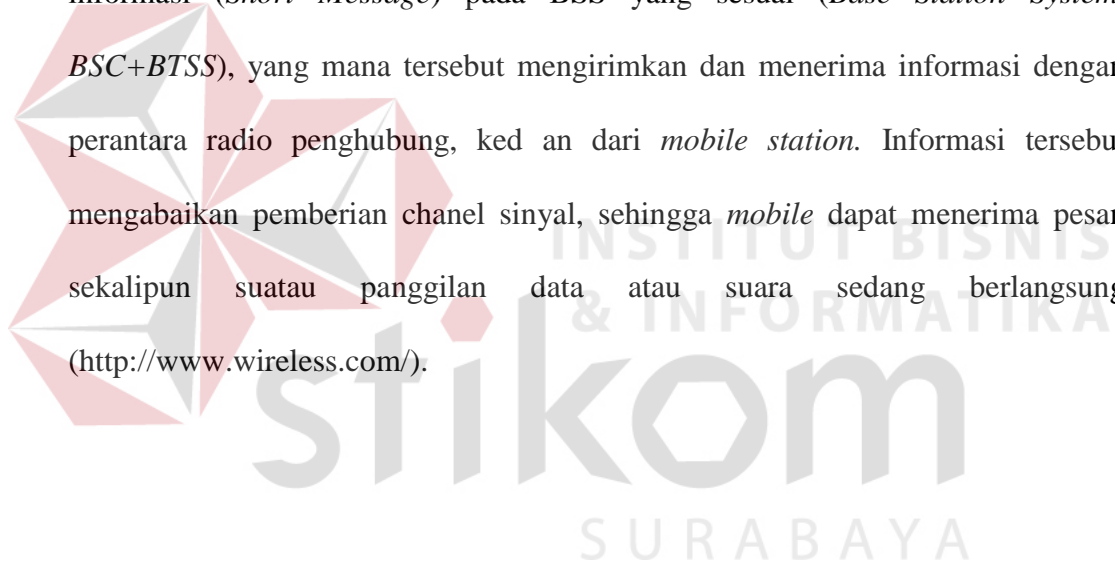 informasi (Short Message) pada BSS yang sesuai (Base Station System
BSC+BTSS), yang mana tersebut mengirimkan dan menerima informasi dengan
perantara radio penghubung, ked an dari mobile station. Informasi tersebut
mengabaikan pemberian chanel sinyal, sehingga mobile dapat menerima pesan
sekalipun suatau panggilan data atau suara sedang berlangsung
(http://www.wireless.com/).
INSTITUT BISNIS
& INFORMATIKA
stikom
SURABAYA